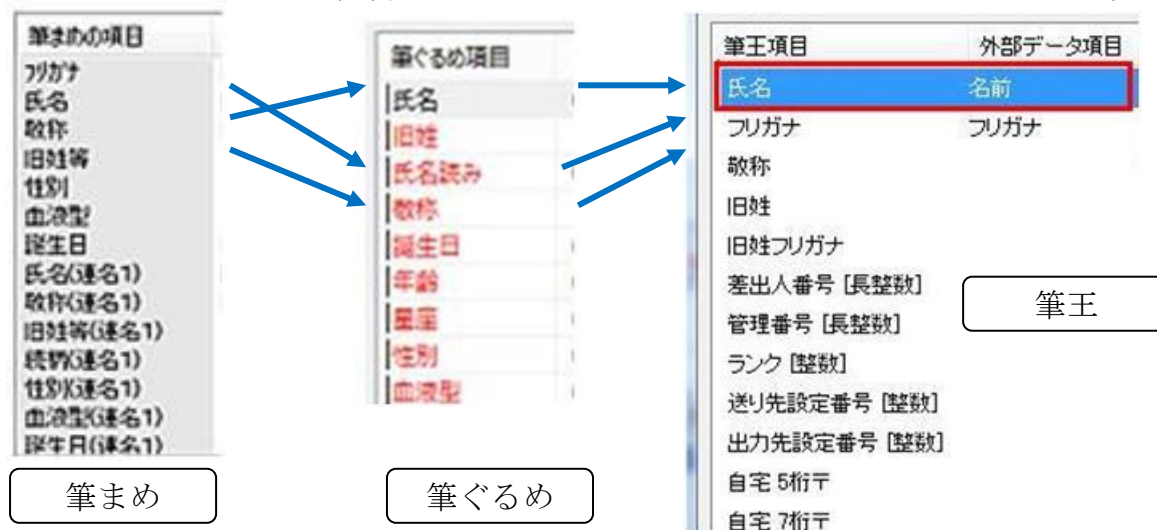 筆まめの項目
フリガナ
氏名
敬称
旧姓等
性別
血液型
誕生日
氏名(連名1)
敬称(連名1)
旧姓等(連名1)
続柄(連名1)
性別(連名1)
血液型(連名1)
誕生日(連名1)
筆まめ
筆ぐるめ項目
氏名
旧姓
氏名読み
敬称
誕生日
年齢
星座
性別
血液型
筆ぐるめ
筆王項目 外部データ項目
氏名 名前
フリガナ フリガナ
敬称
旧姓
旧姓フリガナ
差出人番号 [長整数]
管理番号 [長整数]
ランク [整数]
送り先設定番号 [整数]
出力先設定番号 [整数]
自宅 5桁〒
自宅 7桁〒
筆王